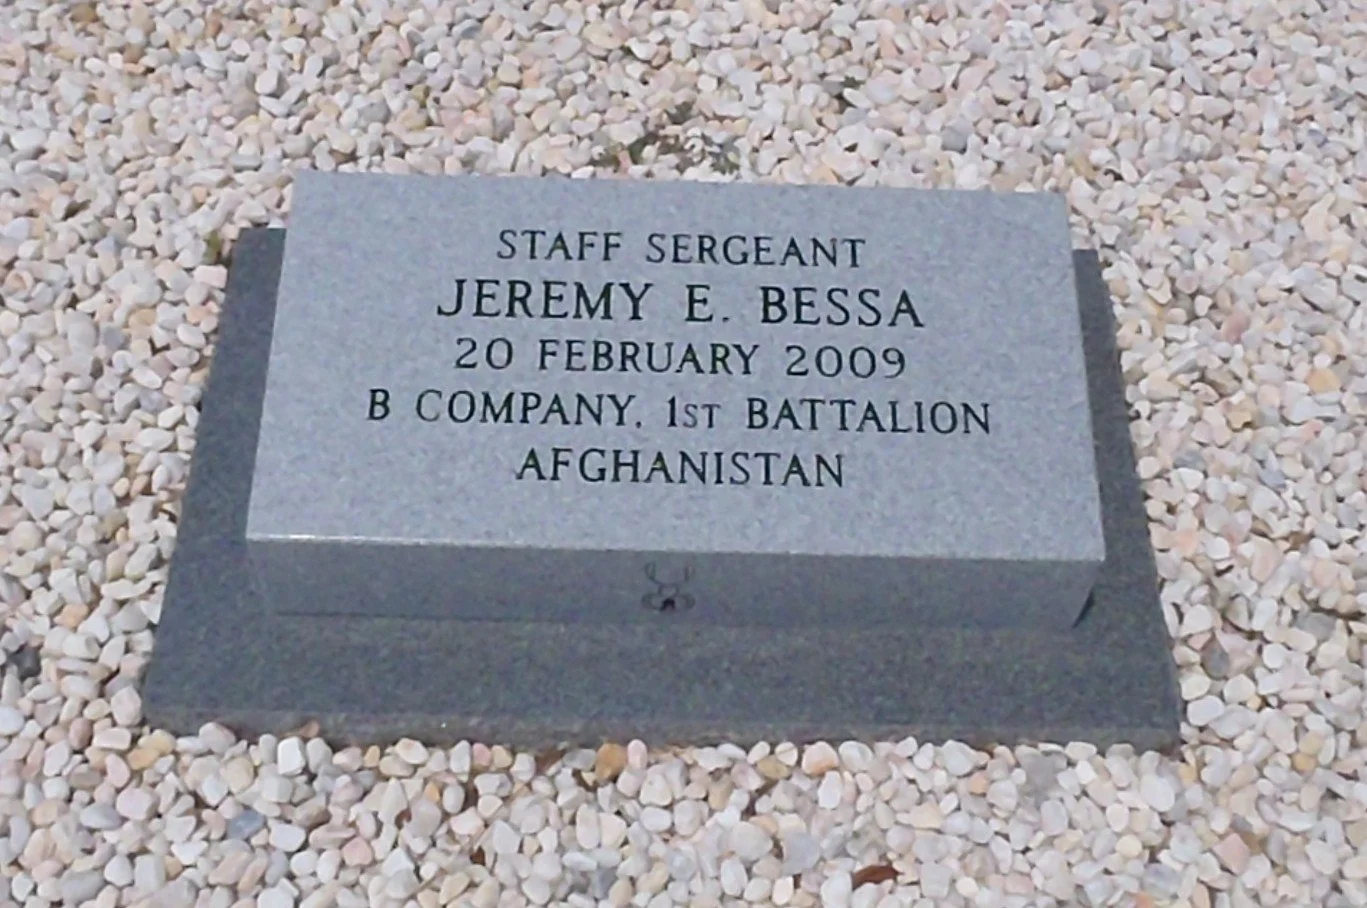 STAFF SERGEANT
JEREMY E. BESSA
20 FEBRUARY 2009
B COMPANY, 1ST BATTALION
AFGHANISTAN